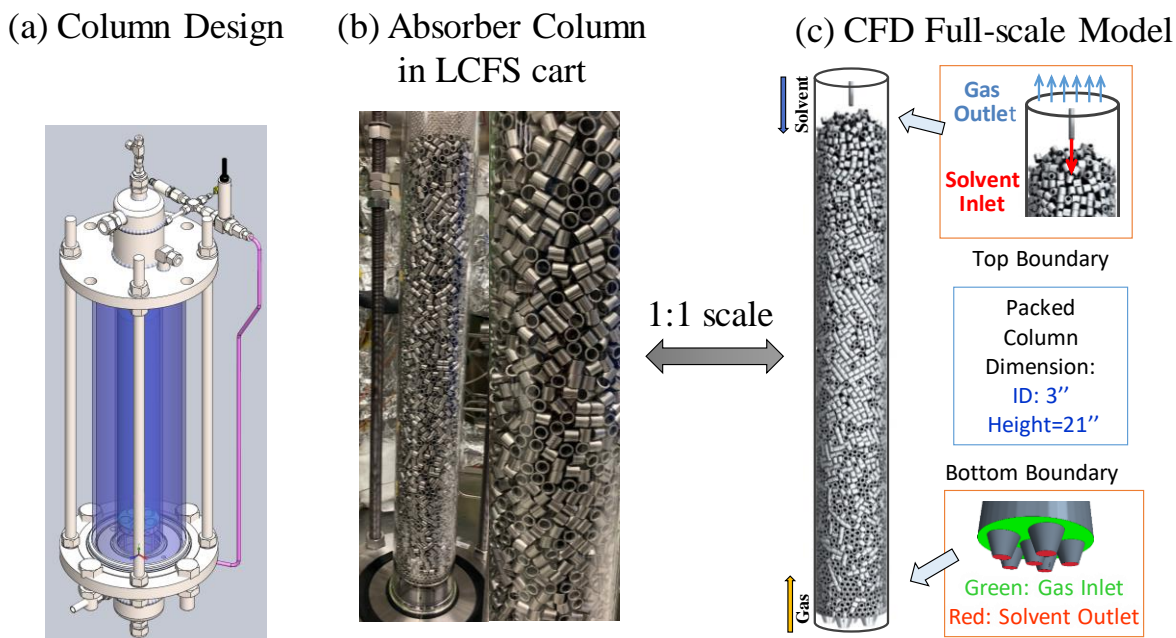 (a) Column Design
(b) Absorber Column
in LCFS cart
(c) CFD Full-scale Model
Solvent
Gas
Outlet
Solvent
Inlet
Top Boundary
1:1 scale
Packed
Column
Dimension:
ID: 3’’
Height=21’’
Bottom Boundary
Gas
Green: Gas Inlet
Red: Solvent Outlet